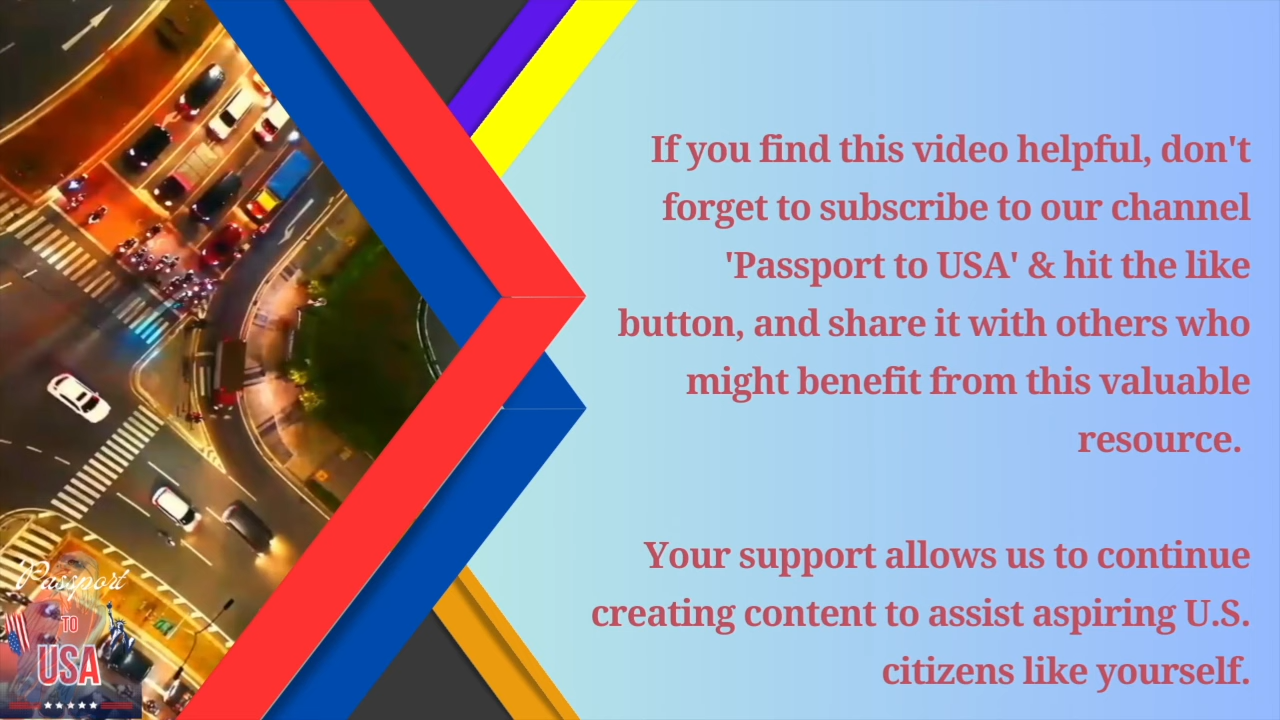 If you find this video helpful, don't
forget to subscribe to our channel
'Passport to USA' & hit the like
button, and share it with others who
might benefit from this valuable
resource.
Your support allows us to continue
creating content to assist aspiring U.S.
citizens like yourself.
Passport
TO
USA